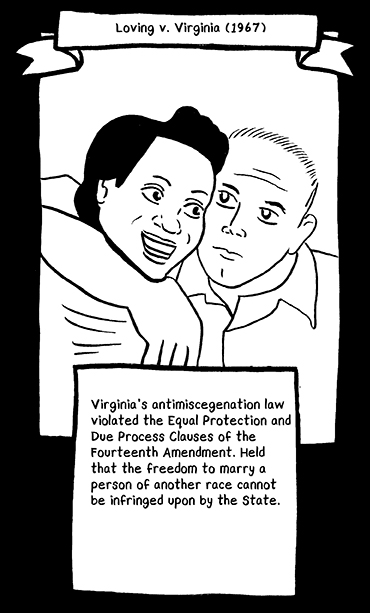 Loving v. Virginia (1967)
Virginia's antimiscegenation law
violated the Equal Protection and
Due Process Clauses of the
Fourteenth Amendment. Held
that the freedom to marry a
person of another race cannot
be infringed upon by the State.